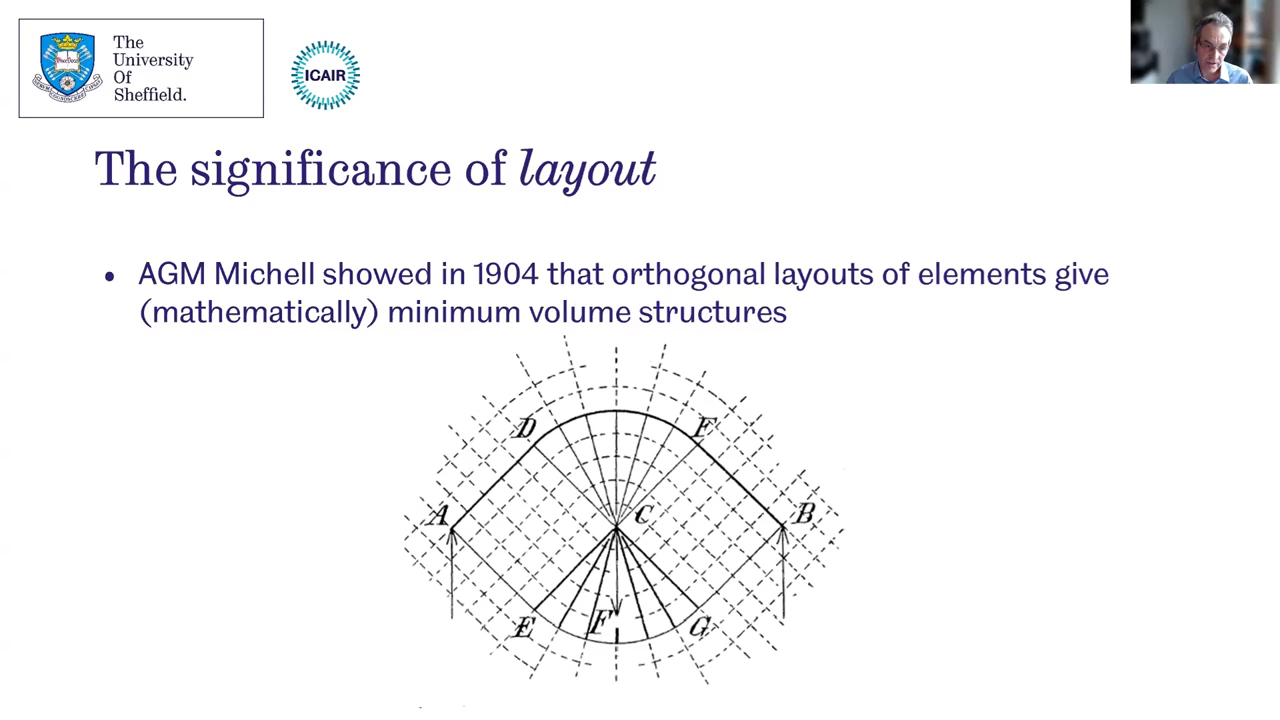 The
University
Of
Sheffield.
ICAIR
The significance of layout
• AGM Michell showed in 1904 that orthogonal layouts of elements give
(mathematically) minimum volume structures
D
F
A
C
B
E
F
G